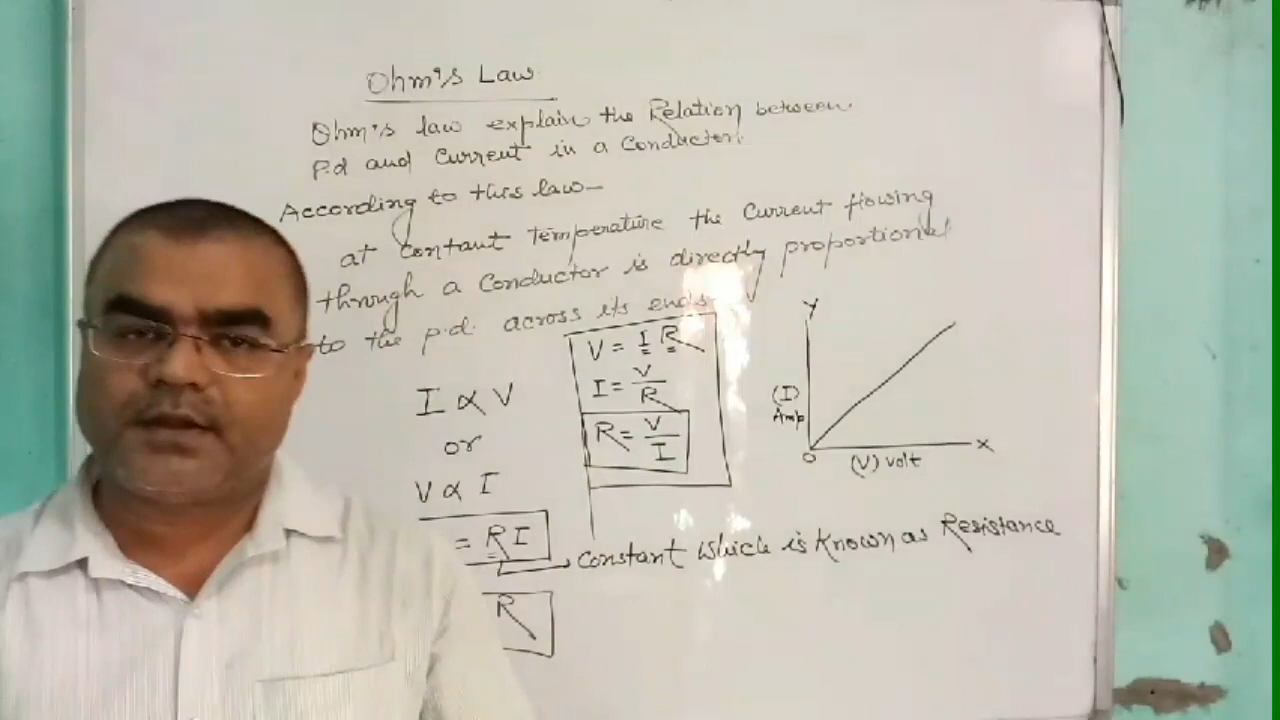 Ohm's Law
Ohm's law explain the Relation between
P.d and Current in a Conductor.
According to this law-
at contant Temperature the Current flowing
through a Conductor is directly proportional
to the p.d. across its ends
I ∝ V
or
V ∝ I
= RI
R
V = I R
I = V/R
R = V/I
Constant which is known as Resistance
Y
(I)
Amp
O
(V) volt
X